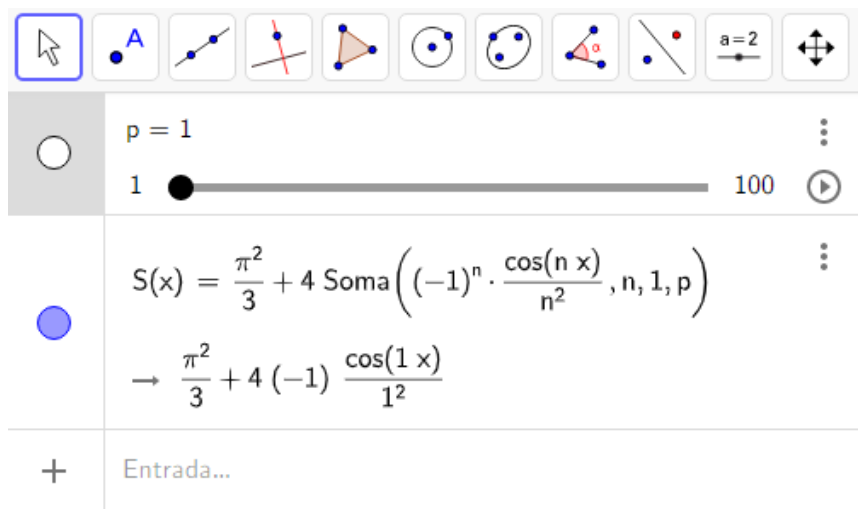 A
α
a=2
p = 1
1 100
S(x) = π²/3 + 4 Soma((-1)ⁿ · cos(n x)/n² , n, 1, p)
→ π²/3 + 4 (-1) cos(1 x)/1²
+ Entrada...